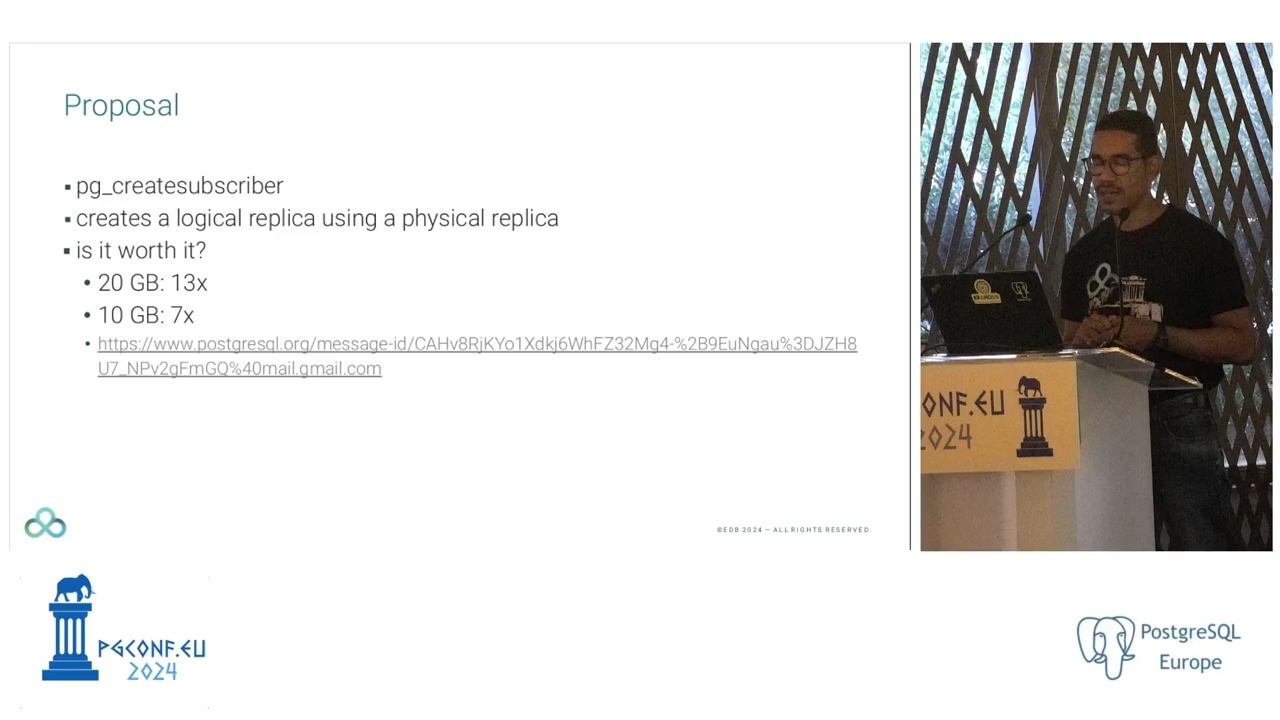 Proposal
pg_createsubscriber
creates a logical replica using a physical replica
is it worth it?
20 GB: 13x
10 GB: 7x
https://www.postgresql.org/message-id/CAHv8RjKYo1Xdkj6WhFZ32Mg4-%2B9EuNgau%3DJZH8
U7_NPv2gFmGQ%40mail.gmail.com
©EDB 2024 — ALL RIGHTS RESERVED.
ONF.EU
2024
PGCONF.EU
2024
PostgreSQL
Europe